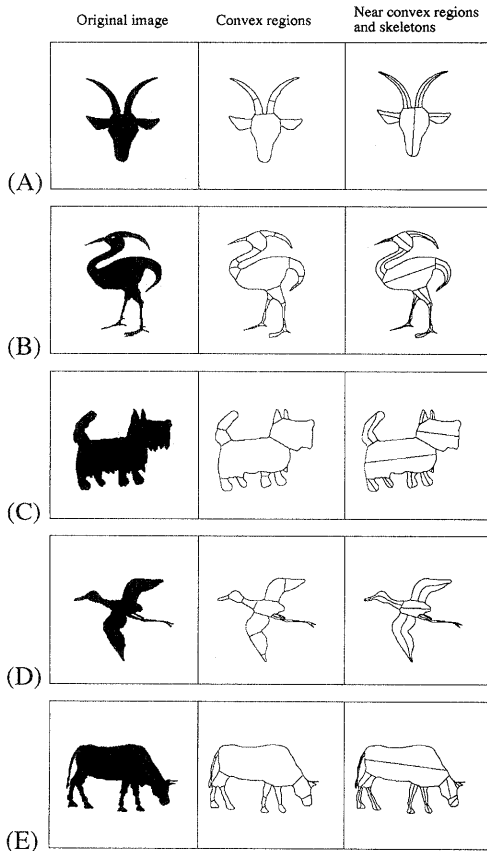 Original image
Convex regions
Near convex regions
and skeletons
(A)
(B)
(C)
(D)
(E)